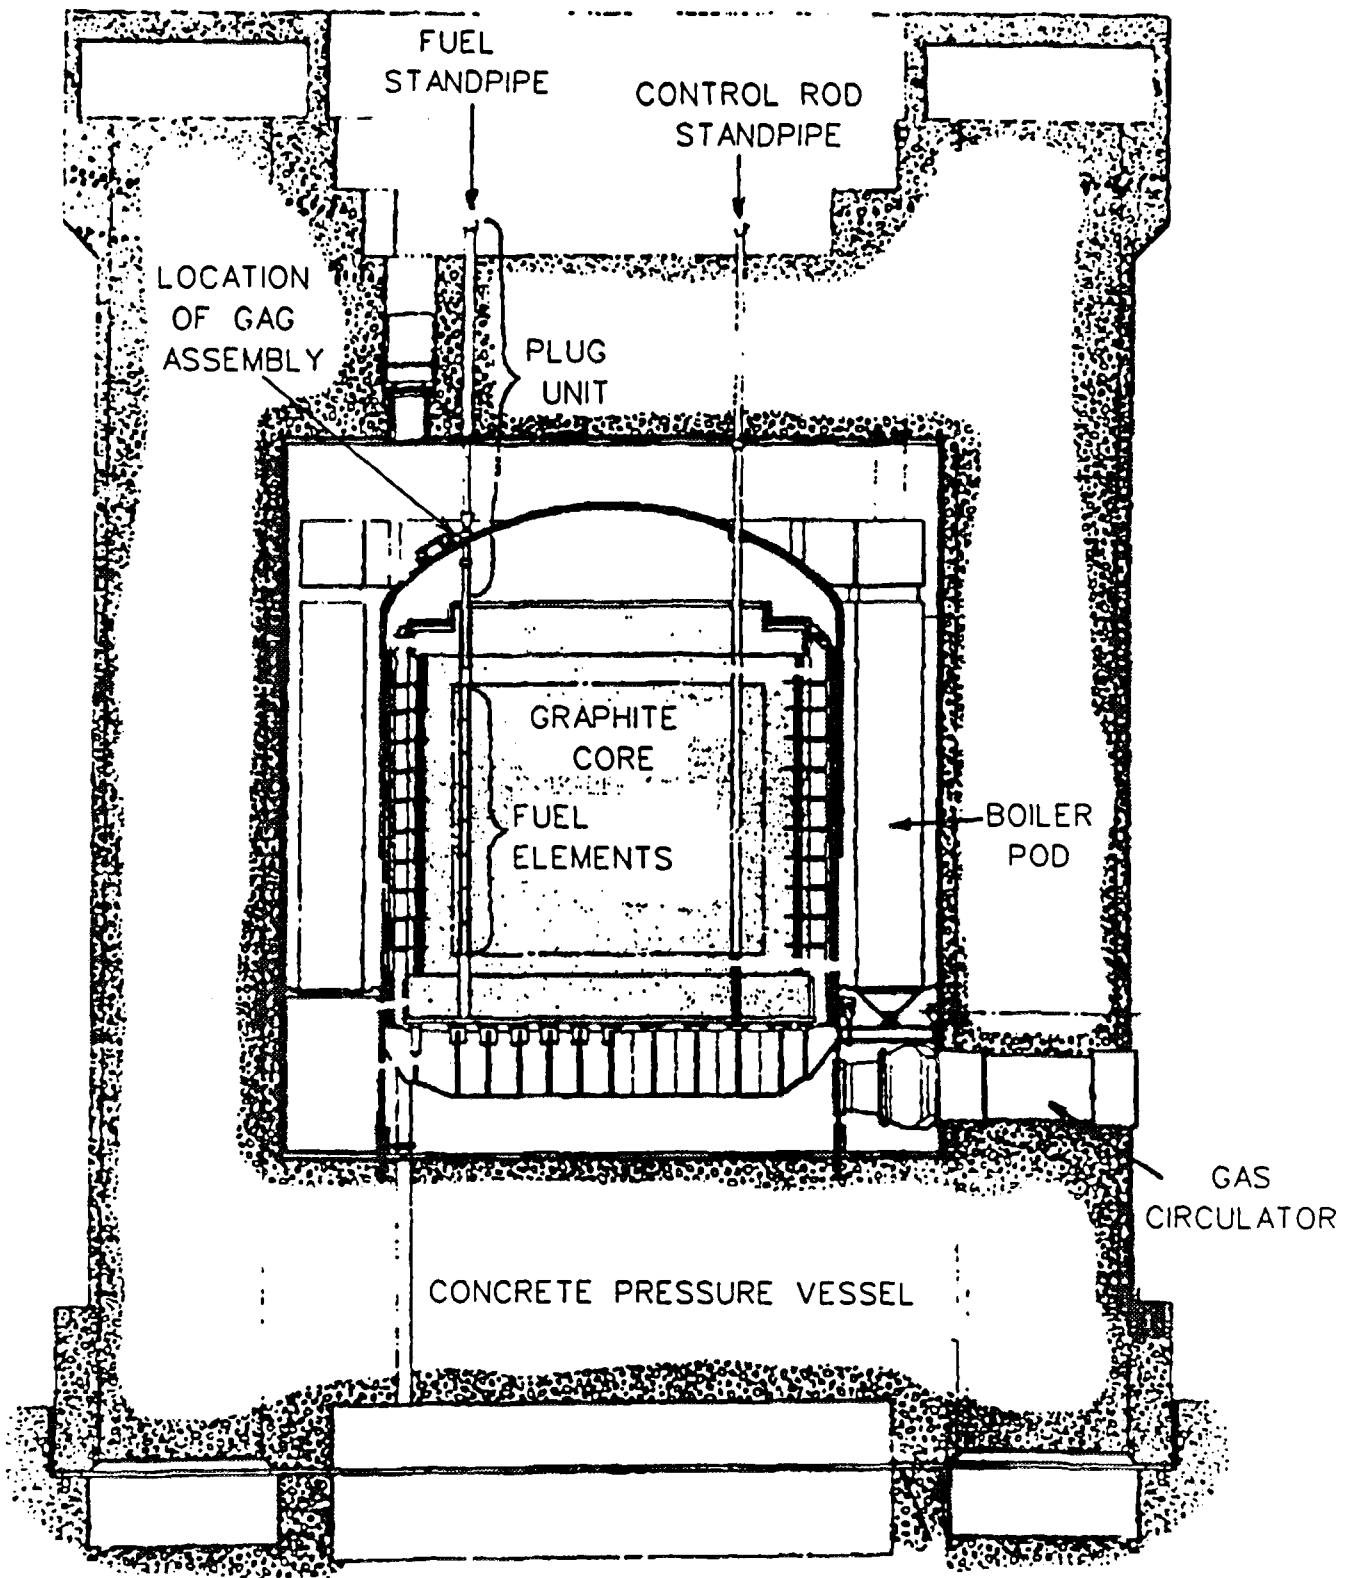 FUEL
STANDPIPE
CONTROL ROD
STANDPIPE
LOCATION
OF GAG
ASSEMBLY
PLUG
UNIT
GRAPHITE
CORE
FUEL
ELEMENTS
BOILER
POD
GAS
CIRCULATOR
CONCRETE PRESSURE VESSEL